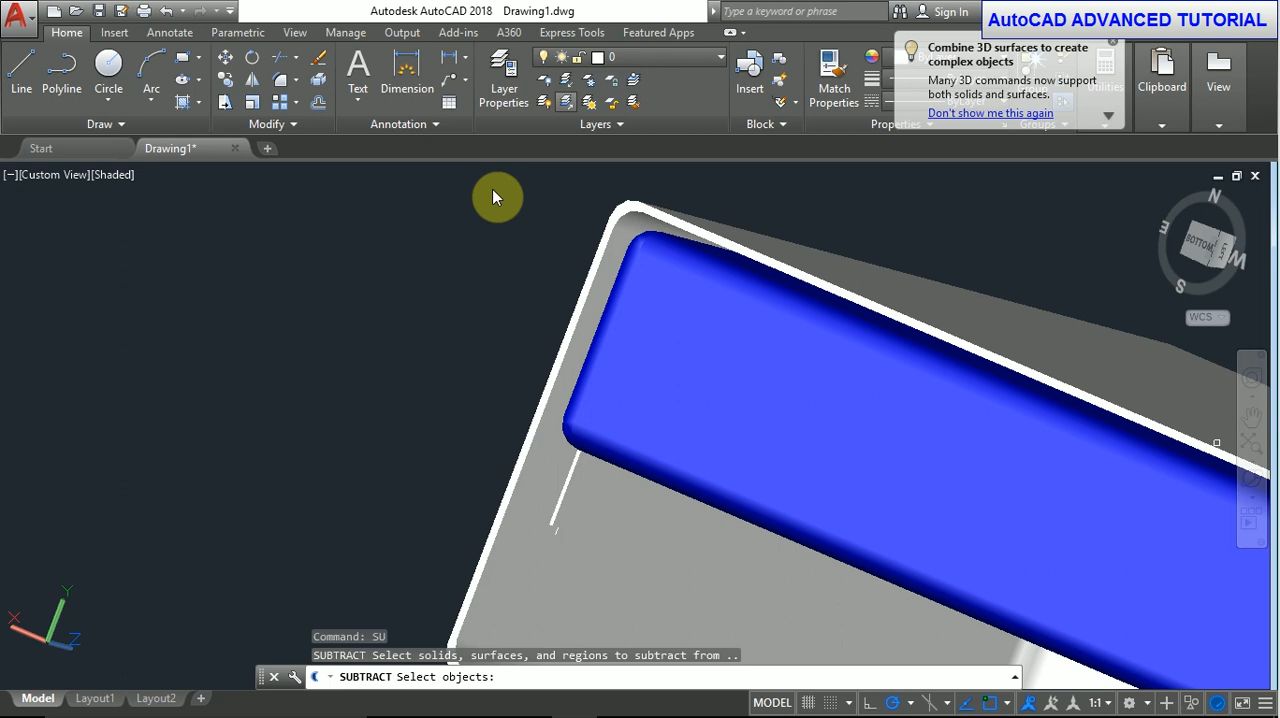 Autodesk AutoCAD 2018 Drawing1.dwg
Type a keyword or phrase
Sign In
AutoCAD ADVANCED TUTORIAL
Home Insert Annotate Parametric View Manage Output Add-ins A360 Express Tools Featured Apps
Combine 3D surfaces to create
complex objects
Many 3D commands now support
both solids and surfaces.
Don't show me this again
0
Line Polyline Circle Arc
Text Dimension
Layer
Properties
Insert
Match
Properties
ByLayer
Utilities
Clipboard
View
Draw
Modify
Annotation
Layers
Block
Properties
Groups
Start Drawing1*
[−][Custom View][Shaded]
N
E
W
S
BOTTOM
WCS
X
Y
Z
Command: SU
SUBTRACT Select solids, surfaces, and regions to subtract from ..
SUBTRACT Select objects:
Model Layout1 Layout2
MODEL
1:1